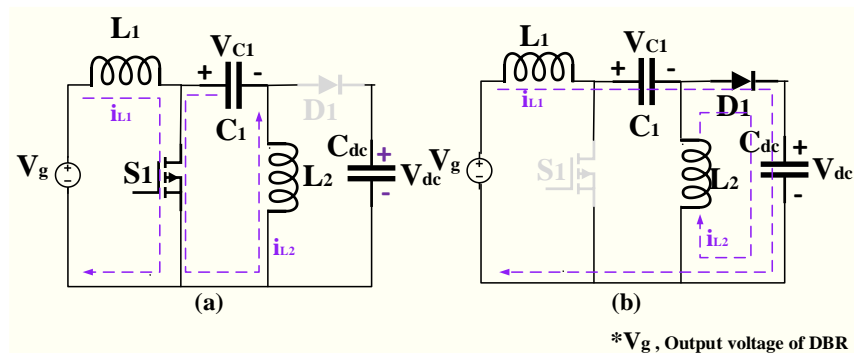 L1
VC1
+ -
iL1
C1
D1
Vg
+
-
S1
L2
Cdc
+
Vdc
-
iL2
(a)
L1
VC1
+ -
iL1
C1
D1
Vg
+
-
S1
L2
Cdc
+
Vdc
-
iL2
(b)
*Vg , Output voltage of DBR